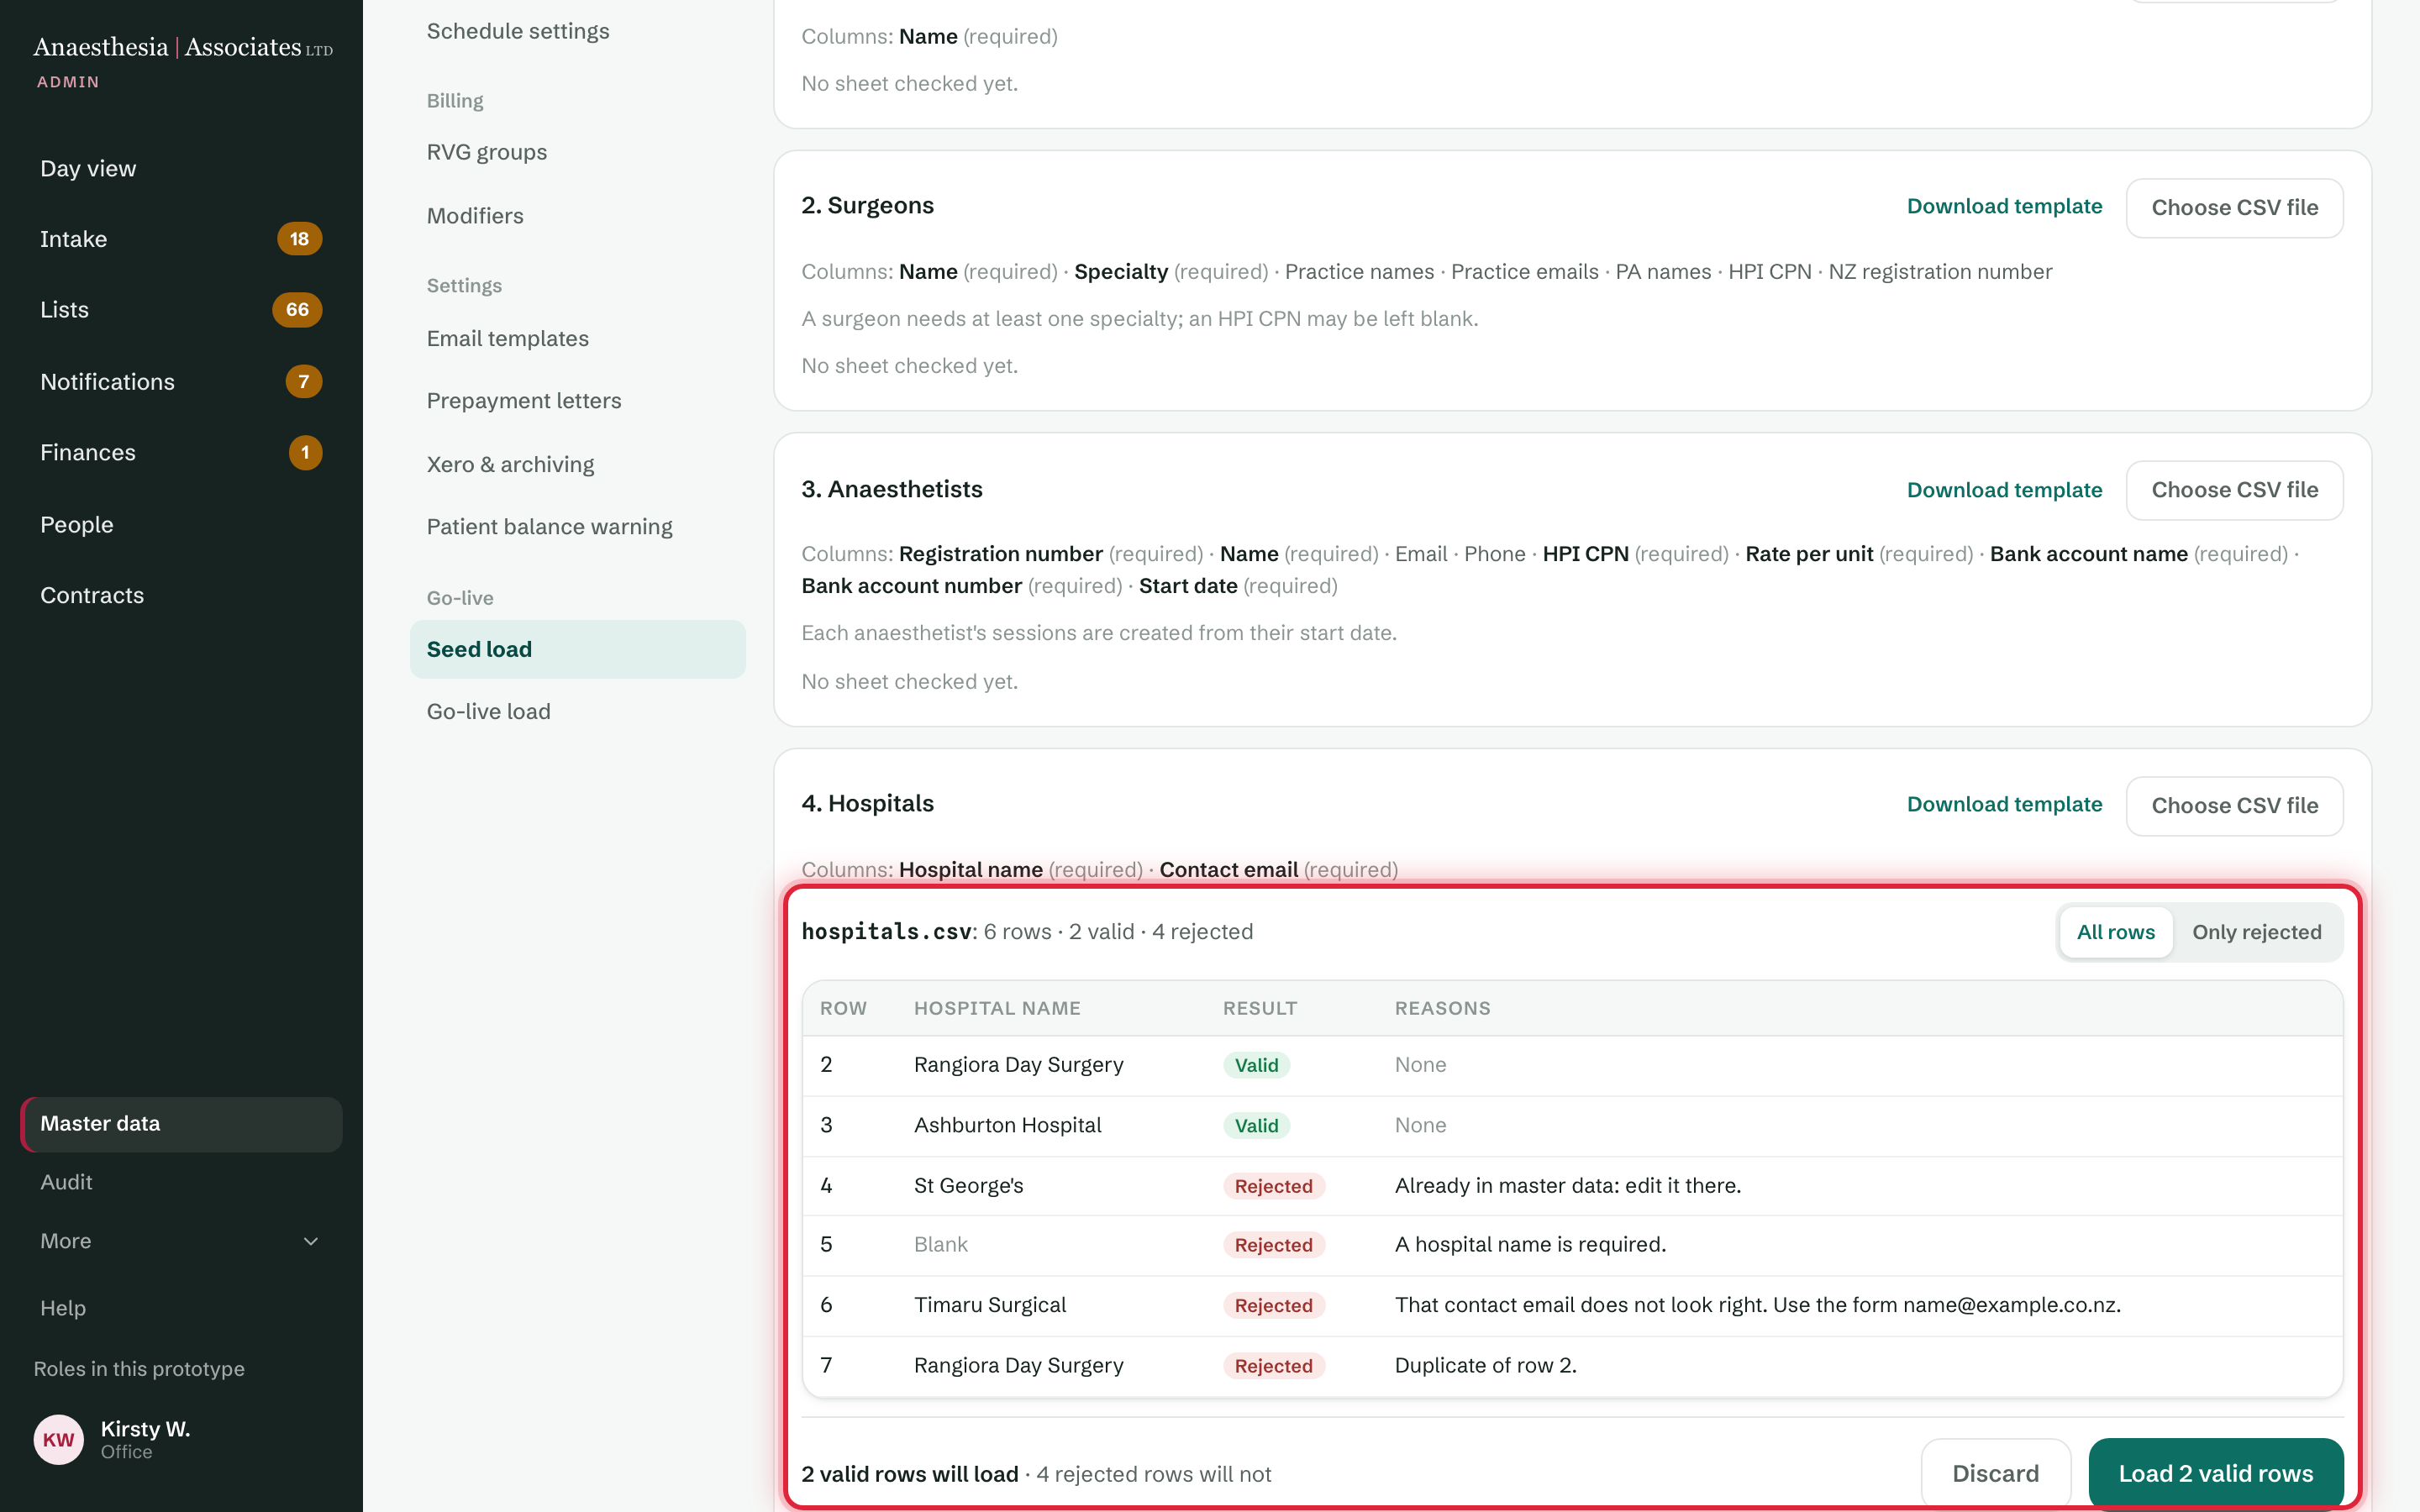 Anaesthesia | Associates LTD
ADMIN
Day view
Intake 18
Lists 66
Notifications 7
Finances 1
People
Contracts
Master data
Audit
More
Help
Roles in this prototype
KW
Kirsty W.
Office
Schedule settings
Billing
RVG groups
Modifiers
Settings
Email templates
Prepayment letters
Xero & archiving
Patient balance warning
Go-live
Seed load
Go-live load
Columns: Name (required)
No sheet checked yet.
2. Surgeons Download template Choose CSV file
Columns: Name (required) · Specialty (required) · Practice names · Practice emails · PA names · HPI CPN · NZ registration number
A surgeon needs at least one specialty; an HPI CPN may be left blank.
No sheet checked yet.
3. Anaesthetists Download template Choose CSV file
Columns: Registration number (required) · Name (required) · Email · Phone · HPI CPN (required) · Rate per unit (required) · Bank account name (required) ·
Bank account number (required) · Start date (required)
Each anaesthetist's sessions are created from their start date.
No sheet checked yet.
4. Hospitals Download template Choose CSV file
Columns: Hospital name (required) · Contact email (required)
hospitals.csv: 6 rows · 2 valid · 4 rejected All rows Only rejected
ROW HOSPITAL NAME RESULT REASONS
2 Rangiora Day Surgery Valid None
3 Ashburton Hospital Valid None
4 St George's Rejected Already in master data: edit it there.
5 Blank Rejected A hospital name is required.
6 Timaru Surgical Rejected That contact email does not look right. Use the form name@example.co.nz.
7 Rangiora Day Surgery Rejected Duplicate of row 2.
2 valid rows will load · 4 rejected rows will not Discard Load 2 valid rows